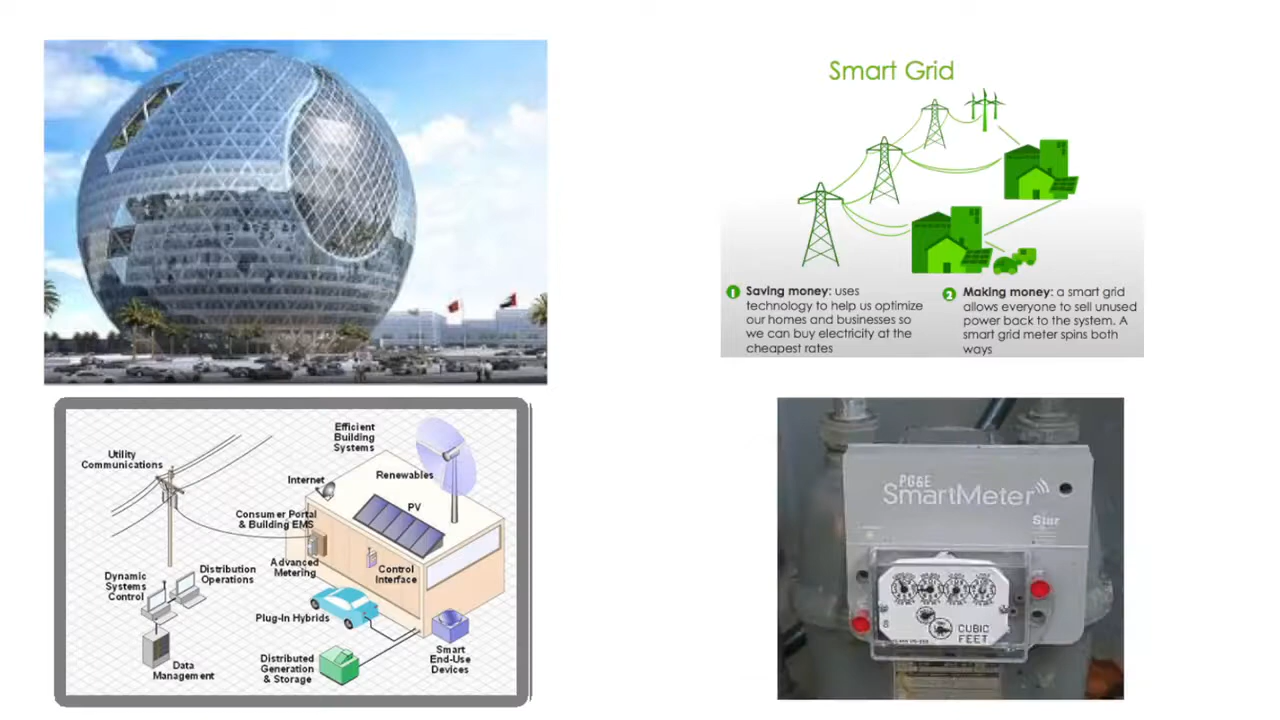 Smart Grid
1 Saving money: uses
technology to help us optimize
our homes and businesses so
we can buy electricity at the
cheapest rates
2 Making money: a smart grid
allows everyone to sell unused
power back to the system. A
smart grid meter spins both
ways
Efficient
Building
Systems
Utility
Communications
Renewables
Internet
PV
Consumer Portal
& Building EMS
Advanced
Metering
Control
Interface
Dynamic
Systems
Control
Distribution
Operations
Plug-In Hybrids
Data
Management
Distributed
Generation
& Storage
Smart
End-Use
Devices
PG&E
SmartMeter
Star
CUBIC
FEET